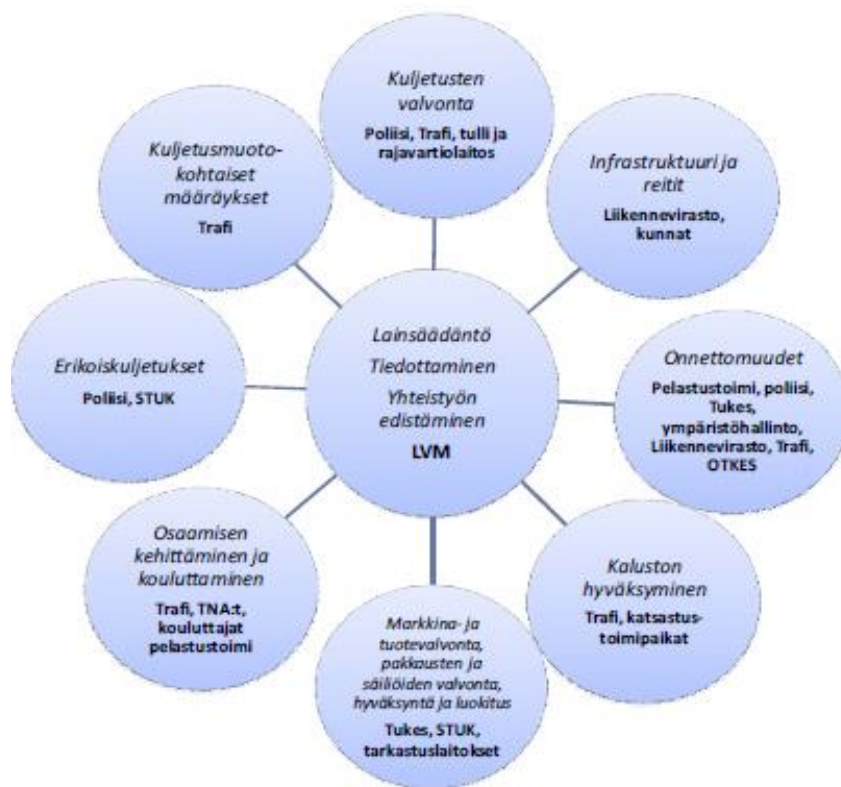 Kuljetusten
valvonta
Poliisi, Trafi, tulli ja
rajavartiolaitos
Infrastruktuuri ja
reitit
Liikennevirasto,
kunnat
Onnettomuudet
Pelastustoimi, poliisi,
Tukes,
ympäristöhallinto,
Liikennevirasto, Trafi,
OTKES
Kaluston
hyväksyminen
Trafi, katsastus-
toimipaikat
Markkina- ja
tuotevalvonta,
pakkausten ja
säiliöiden valvonta,
hyväksyntä ja luokitus
Tukes, STUK,
tarkastuslaitokset
Osaamisen
kehittäminen ja
kouluttaminen
Trafi, TNA:t,
kouluttajat
pelastustoimi
Erikoiskuljetukset
Poliisi, STUK
Kuljetusmuoto-
kohtaiset
määräykset
Trafi
Lainsäädäntö
Tiedottaminen
Yhteistyön
edistäminen
LVM